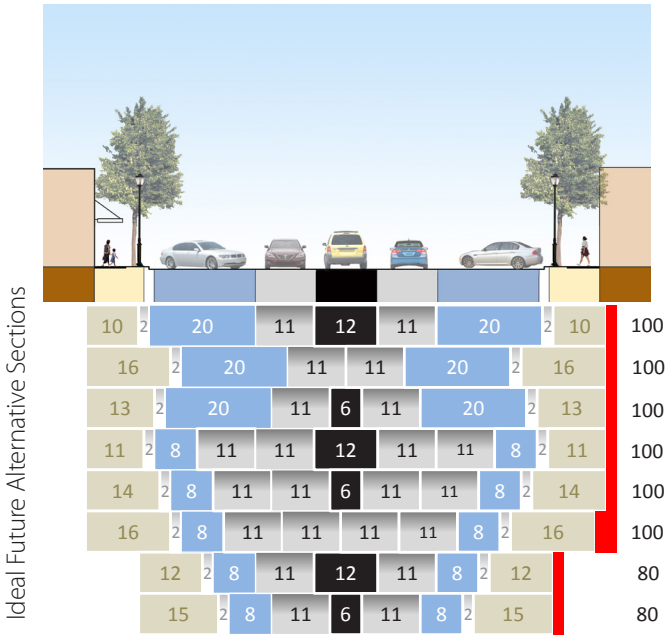 Ideal Future Alternative Sections
10 2 20 11 12 11 20 2 10 100
16 2 20 11 11 20 2 16 100
13 2 20 11 6 11 20 2 13 100
11 2 8 11 11 12 11 11 8 2 11 100
14 2 8 11 11 6 11 11 8 2 14 100
16 2 8 11 11 11 11 8 2 16 100
12 2 8 11 12 11 8 2 12 80
15 2 8 11 6 11 8 2 15 80